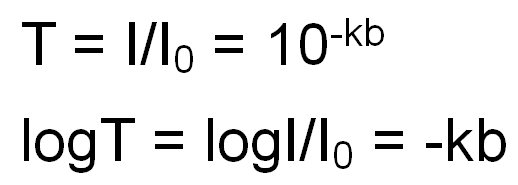 T = I/I₀ = 10⁻ᵏᵇ
logT = logI/I₀ = -kb